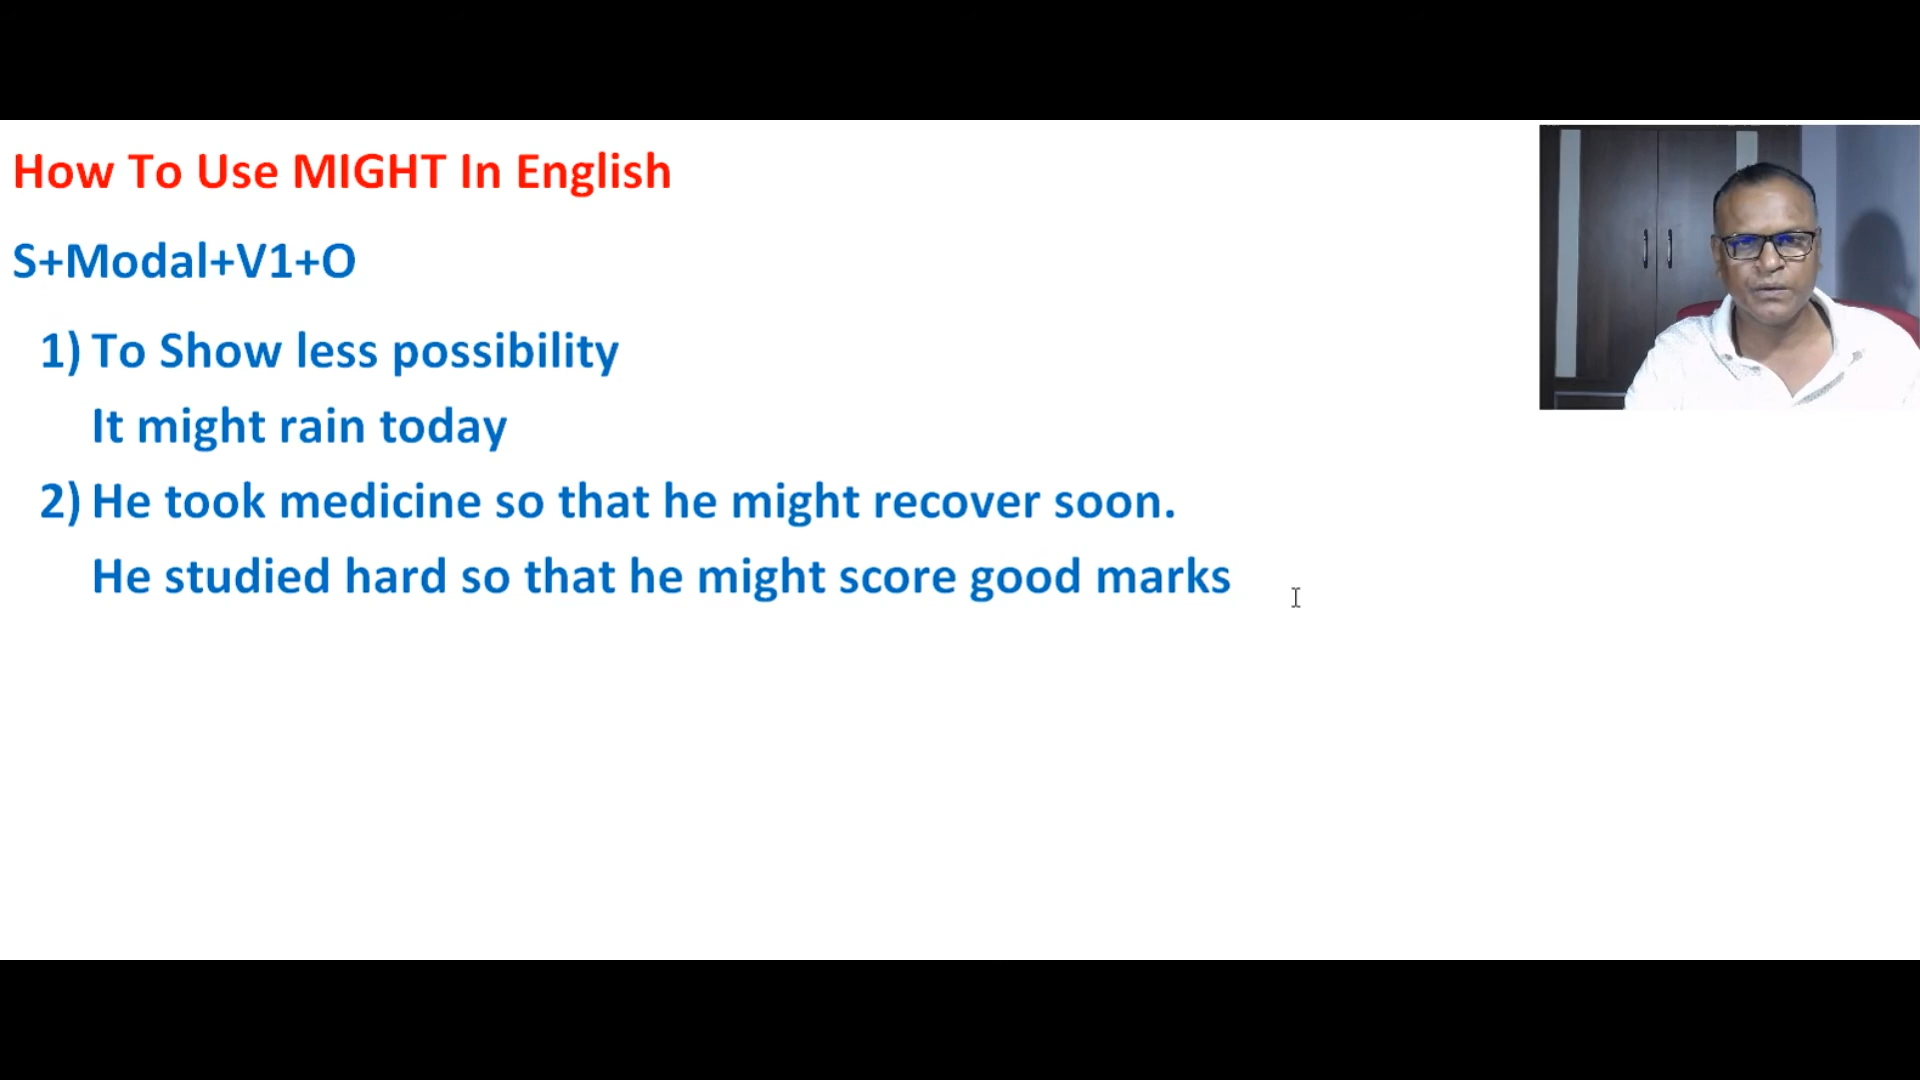 How To Use MIGHT In English
S+Modal+V1+O
1) To Show less possibility
It might rain today
2) He took medicine so that he might recover soon.
He studied hard so that he might score good marks